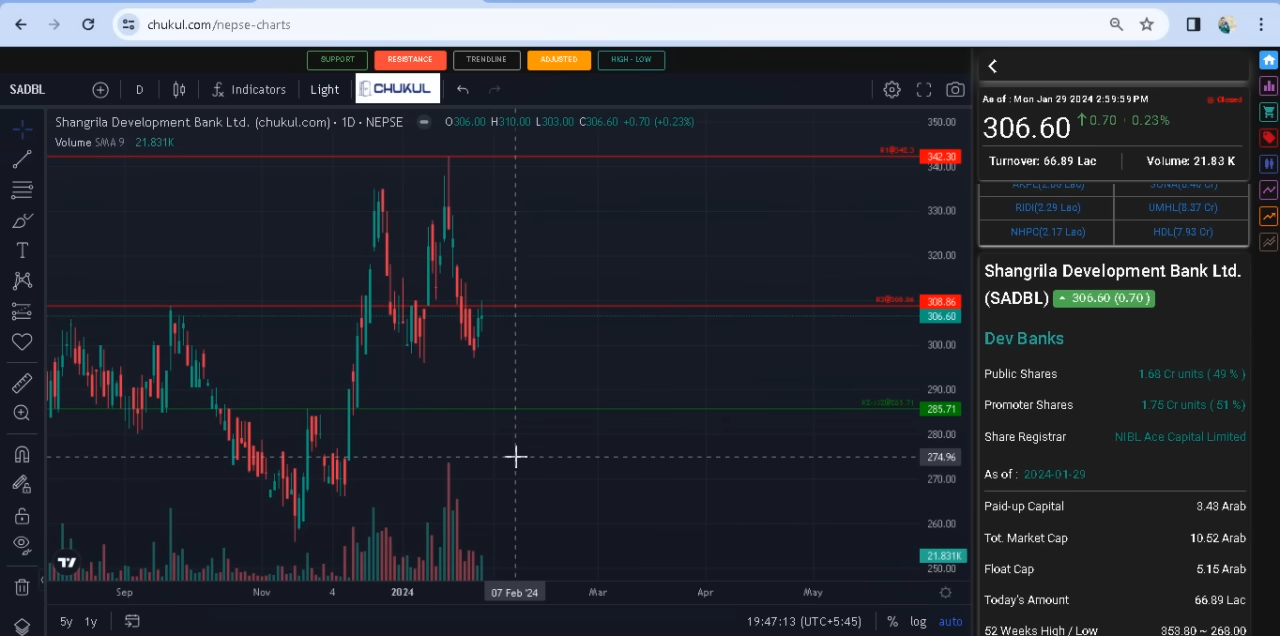 chukul.com/nepse-charts
SUPPORT
RESISTANCE
TRENDLINE
ADJUSTED
HIGH - LOW
SADBL
D
Indicators
Light
CHUKUL
Shangrila Development Bank Ltd. (chukul.com) · 1D · NEPSE
O306.00 H310.00 L303.00 C306.60 +0.70 (+0.23%)
Volume SMA 9 21.831K
350.00
R1@342.3
342.30
340.00
330.00
320.00
310.00
308.86
306.60
300.00
290.00
285.71
280.00
274.96
270.00
260.00
21.831K
250.00
Sep
Nov
4
2024
07 Feb '24
Mar
Apr
May
5y 1y
19:47:13 (UTC+5:45)
% log auto
As of : Mon Jan 29 2024 2:59:59 PM
Closed
306.60 ↑0.70 · 0.23%
Turnover: 66.89 Lac
Volume: 21.83 K
RIDI(2.29 Lac)
UMHL(8.37 Cr)
NHPC(2.17 Lac)
HDL(7.93 Cr)
Shangrila Development Bank Ltd.
(SADBL) 306.60 (0.70 )
Dev Banks
Public Shares 1.68 Cr units ( 49 % )
Promoter Shares 1.75 Cr units ( 51 %)
Share Registrar NIBL Ace Capital Limited
As of : 2024-01-29
Paid-up Capital 3.43 Arab
Tot. Market Cap 10.52 Arab
Float Cap 5.15 Arab
Today's Amount 66.89 Lac
52 Weeks High / Low 353.80 ~ 268.00